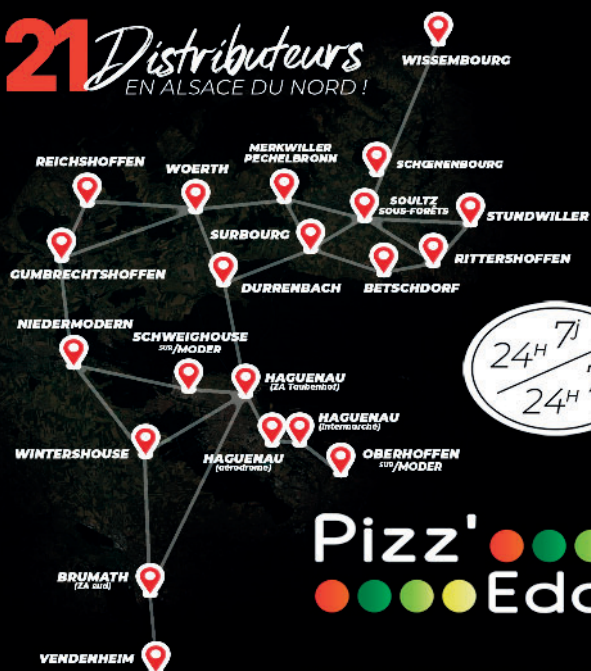 21 Distributeurs
EN ALSACE DU NORD !
WISSEMBOURG
REICHSHOFFEN
WOERTH
MERKWILLER
PECHELBRONN
SCHŒNENBOURG
SOULTZ
SOUS-FORÊTS
STUNDWILLER
SURBOURG
RITTERSHOFFEN
GUMBRECHTSHOFFEN
DURRENBACH
BETSCHDORF
NIEDERMODERN
SCHWEIGHOUSE
SUR/MODER
HAGUENAU
(ZA Taubenhof)
24H 7j
24H
HAGUENAU
(Intermarché)
WINTERSHOUSE
HAGUENAU
(aérodrome)
OBERHOFFEN
SUR/MODER
Pizz'
Edo
BRUMATH
(ZA sud)
VENDENHEIM